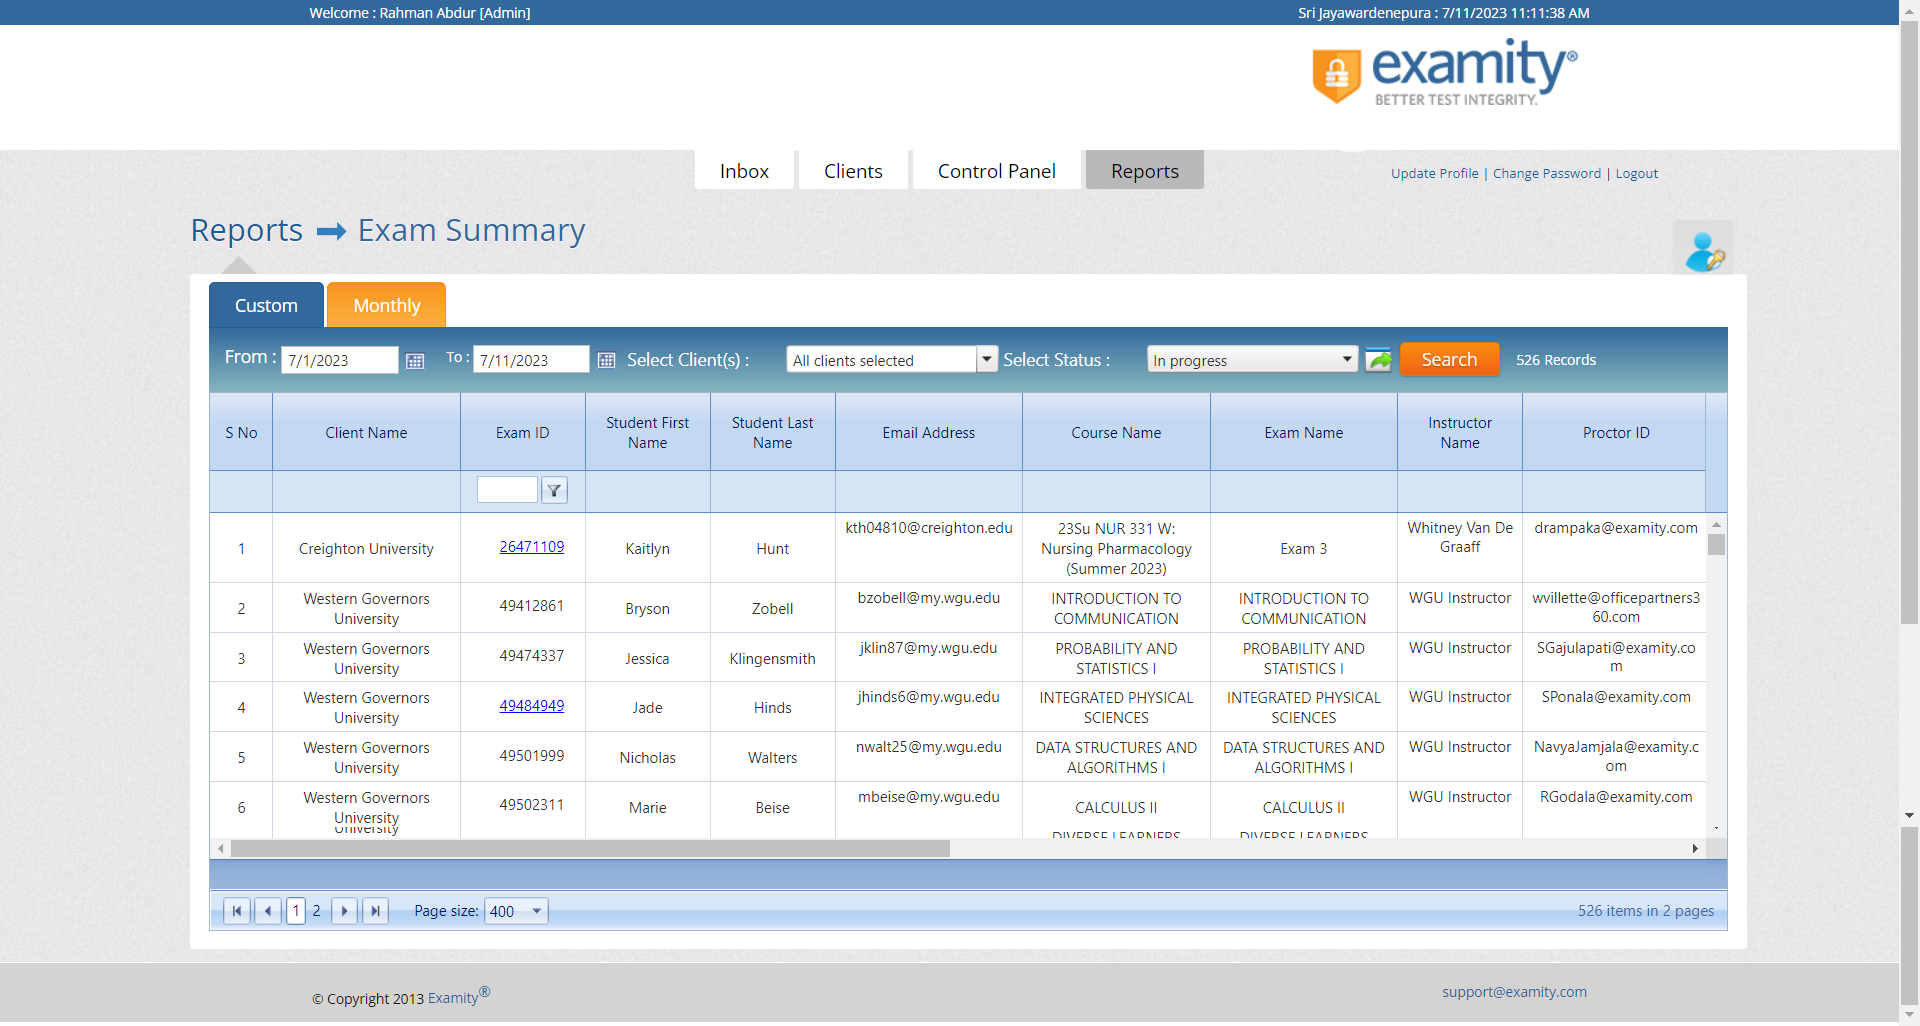 Welcome : Rahman Abdur [Admin]
Sri Jayawardenepura : 7/11/2023 11:11:38 AM
examity®
BETTER TEST INTEGRITY.
Inbox
Clients
Control Panel
Reports
Update Profile | Change Password | Logout
Reports
Exam Summary
Custom
Monthly
From :
7/1/2023
To :
7/11/2023
Select Client(s) :
All clients selected
Select Status :
In progress
Search
526 Records
S No
Client Name
Exam ID
Student First
Name
Student Last
Name
Email Address
Course Name
Exam Name
Instructor
Name
Proctor ID
1
Creighton University
26471109
Kaitlyn
Hunt
kth04810@creighton.edu
23Su NUR 331 W:
Nursing Pharmacology
(Summer 2023)
Exam 3
Whitney Van De
Graaff
drampaka@examity.com
2
Western Governors
University
49412861
Bryson
Zobell
bzobell@my.wgu.edu
INTRODUCTION TO
COMMUNICATION
INTRODUCTION TO
COMMUNICATION
WGU Instructor
wvillette@officepartners3
60.com
3
Western Governors
University
49474337
Jessica
Klingensmith
jklin87@my.wgu.edu
PROBABILITY AND
STATISTICS I
PROBABILITY AND
STATISTICS I
WGU Instructor
SGajulapati@examity.co
m
4
Western Governors
University
49484949
Jade
Hinds
jhinds6@my.wgu.edu
INTEGRATED PHYSICAL
SCIENCES
INTEGRATED PHYSICAL
SCIENCES
WGU Instructor
SPonala@examity.com
5
Western Governors
University
49501999
Nicholas
Walters
nwalt25@my.wgu.edu
DATA STRUCTURES AND
ALGORITHMS I
DATA STRUCTURES AND
ALGORITHMS I
WGU Instructor
NavyaJamjala@examity.c
om
6
Western Governors
University
49502311
Marie
Beise
mbeise@my.wgu.edu
CALCULUS II
CALCULUS II
WGU Instructor
RGodala@examity.com
University
DIVERSE LEARNERS
DIVERSE LEARNERS
1
2
Page size:
400
526 items in 2 pages
© Copyright 2013 Examity®
support@examity.com